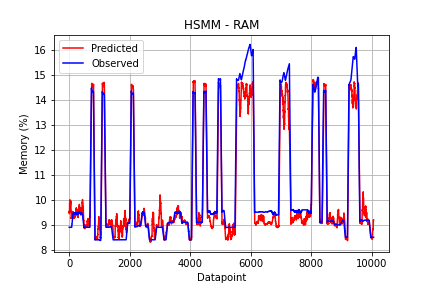 HSMM - RAM
Predicted
Observed
Memory (%)
16
15
14
13
12
11
10
9
8
0 2000 4000 6000 8000 10000
Datapoint